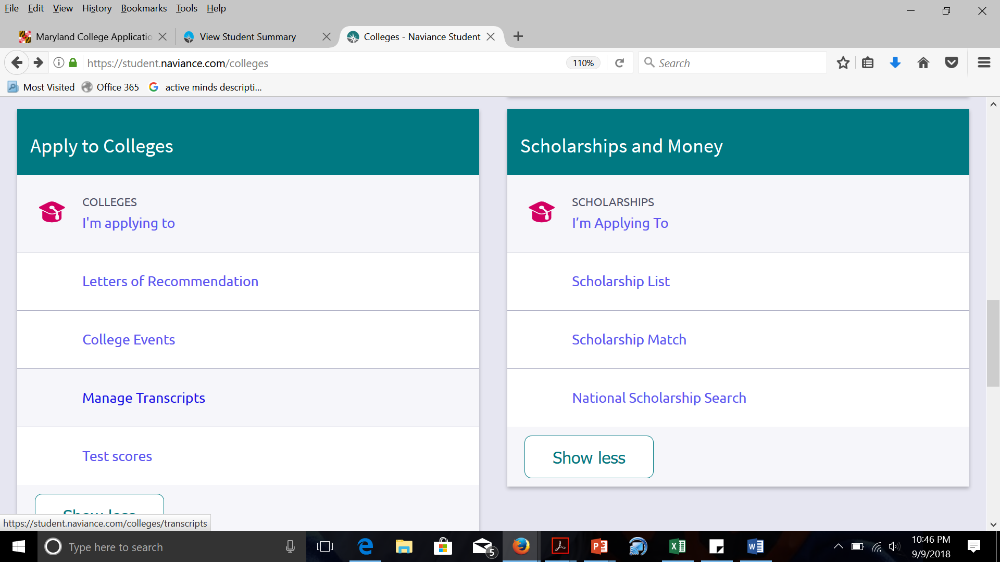 File Edit View History Bookmarks Tools Help
Maryland College Applicatio
View Student Summary
Colleges - Naviance Student
https://student.naviance.com/colleges
110%
Search
Most Visited
Office 365
active minds descripti...
Apply to Colleges
COLLEGES
I'm applying to
Letters of Recommendation
College Events
Manage Transcripts
Test scores
Show less
Scholarships and Money
SCHOLARSHIPS
I’m Applying To
Scholarship List
Scholarship Match
National Scholarship Search
Show less
https://student.naviance.com/colleges/transcripts
Type here to search
5
10:46 PM
9/9/2018